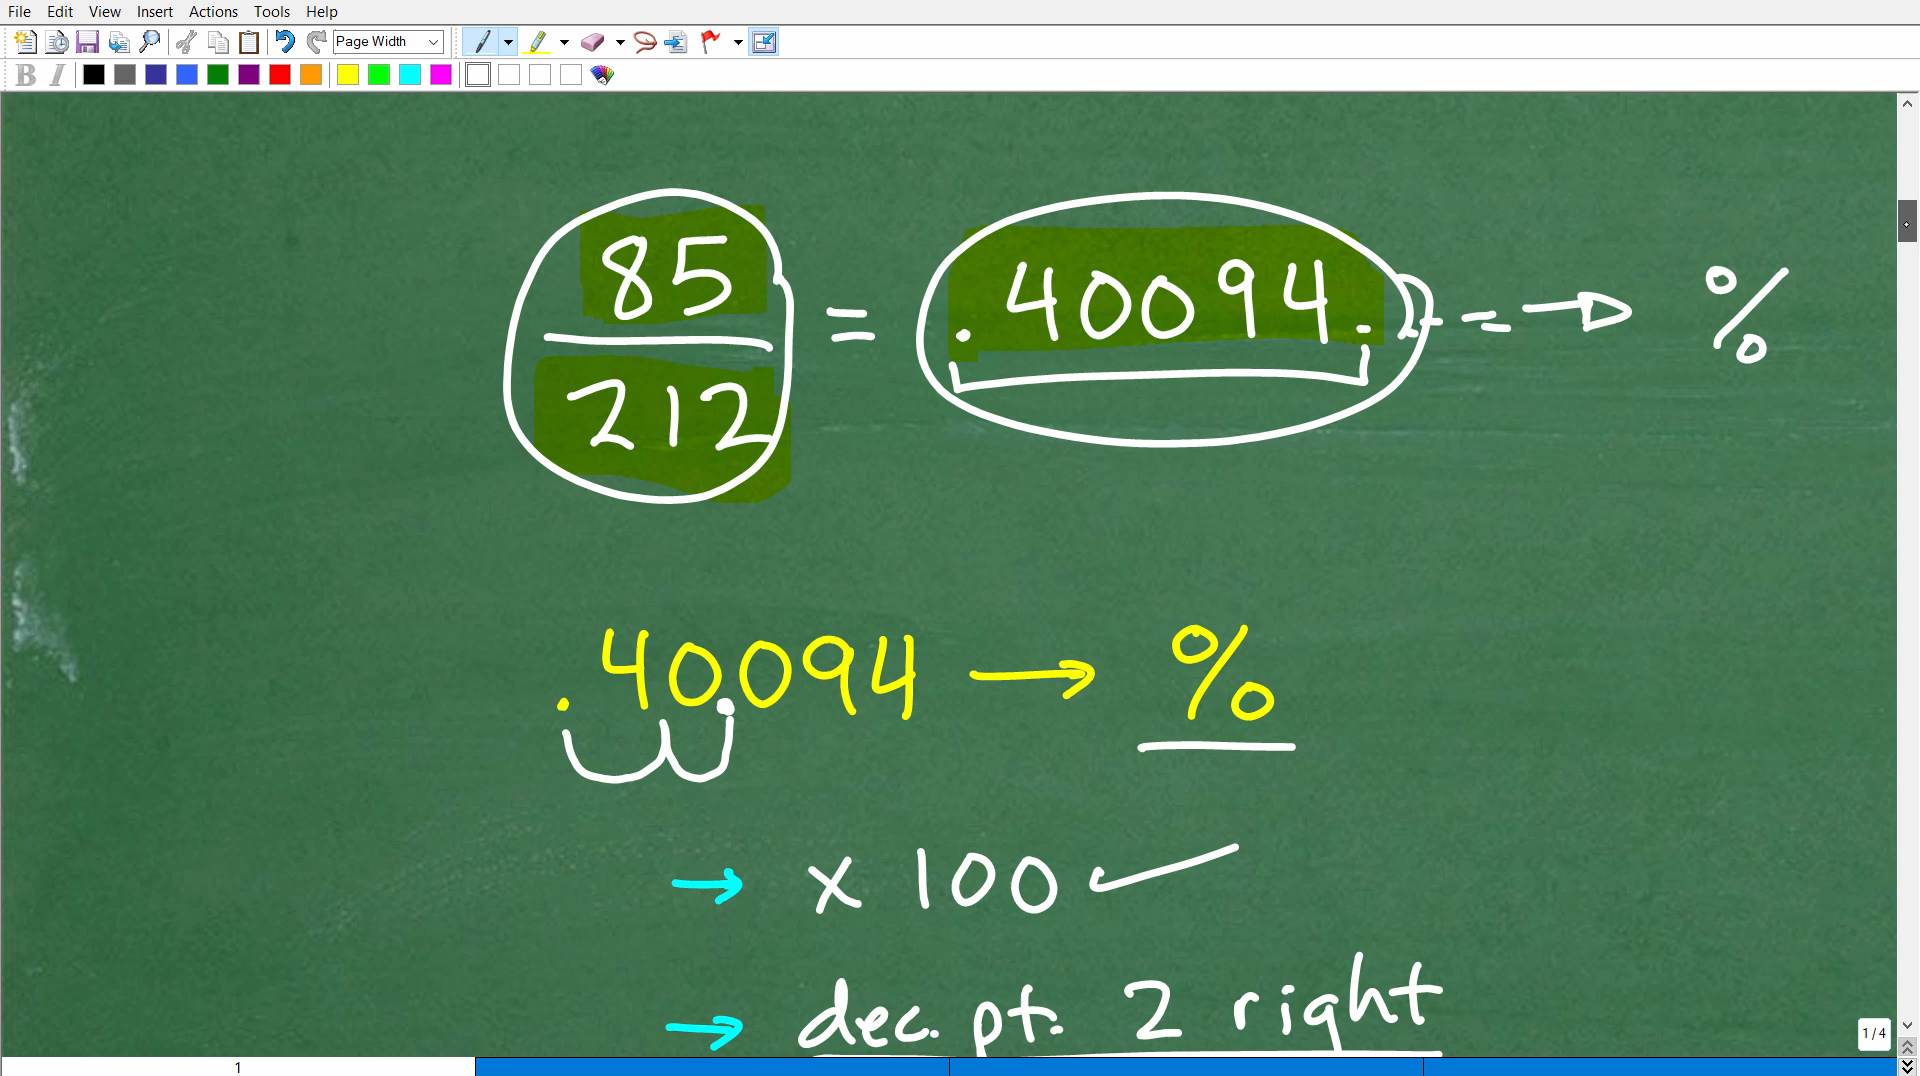 File Edit View Insert Actions Tools Help
Page Width
B I
85
212
= .40094. = → %
.40094 → %
→ x 100 ✓
→ dec. pt. 2 right
1 / 4
1